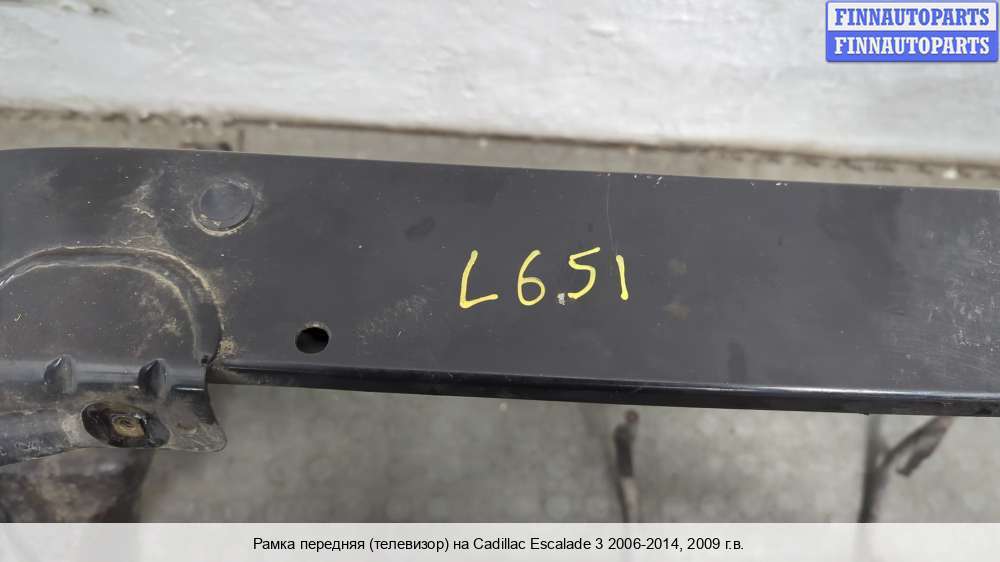 FINNAUTOPARTS
FINNAUTOPARTS
L651
Рамка передняя (телевизор) на Cadillac Escalade 3 2006-2014, 2009 г.в.